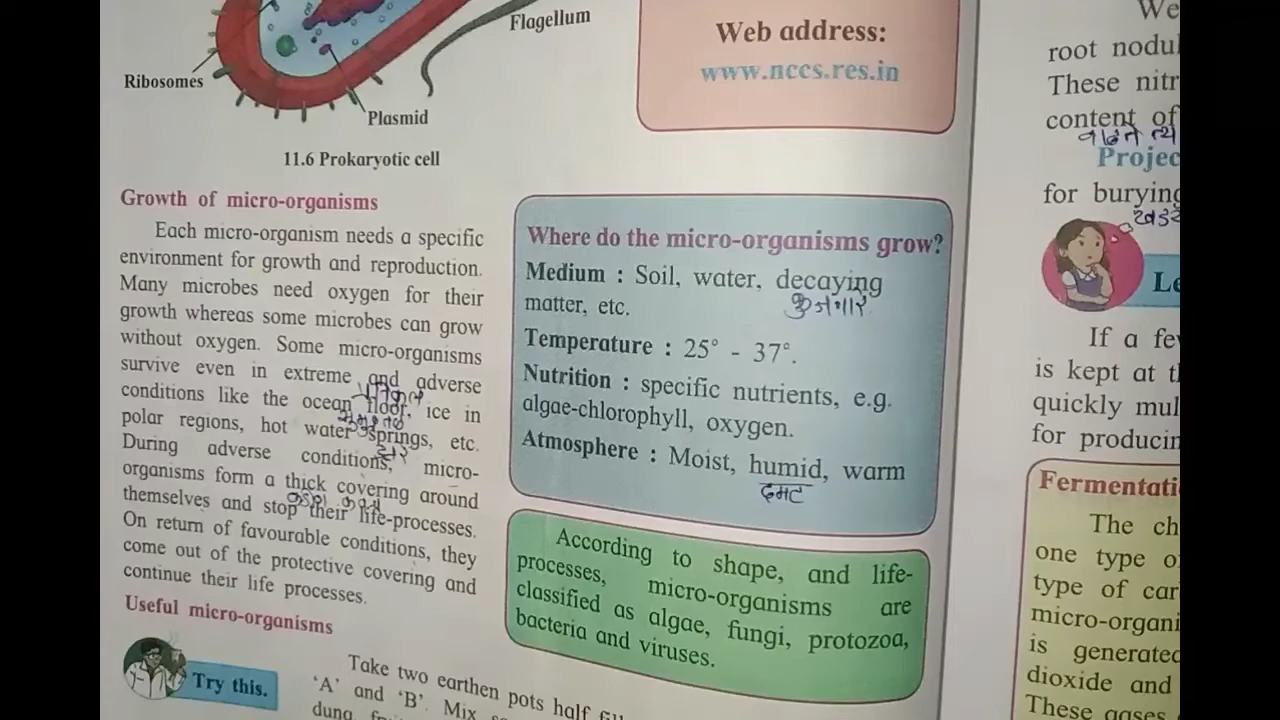 Flagellum
Ribosomes
Plasmid
11.6 Prokaryotic cell
Web address:
www.nccs.res.in
Growth of micro-organisms
Each micro-organism needs a specific
environment for growth and reproduction.
Many microbes need oxygen for their
growth whereas some microbes can grow
without oxygen. Some micro-organisms
survive even in extreme and adverse
conditions like the ocean floor, ice in
polar regions, hot water springs, etc.
During adverse conditions, micro-
organisms form a thick covering around
themselves and stop their life-processes.
On return of favourable conditions, they
come out of the protective covering and
continue their life processes.
Useful micro-organisms
Try this.
Take two earthen pots half
'A' and 'B'. Mix
dung
Where do the micro-organisms grow?
Medium : Soil, water, decaying
matter, etc.
Temperature : 25° - 37°.
Nutrition : specific nutrients, e.g.
algae-chlorophyll, oxygen.
Atmosphere : Moist, humid, warm
दमट
According to shape, and life-
processes, micro-organisms are
classified as algae, fungi, protozoa,
bacteria and viruses.
We
root nodul
These nitr
content of
Projec
for burying
Le
If a fe
is kept at t
quickly mul
for producin
Fermentati
The ch
one type o
type of car
micro-organi
is generated
dioxide and
These gases